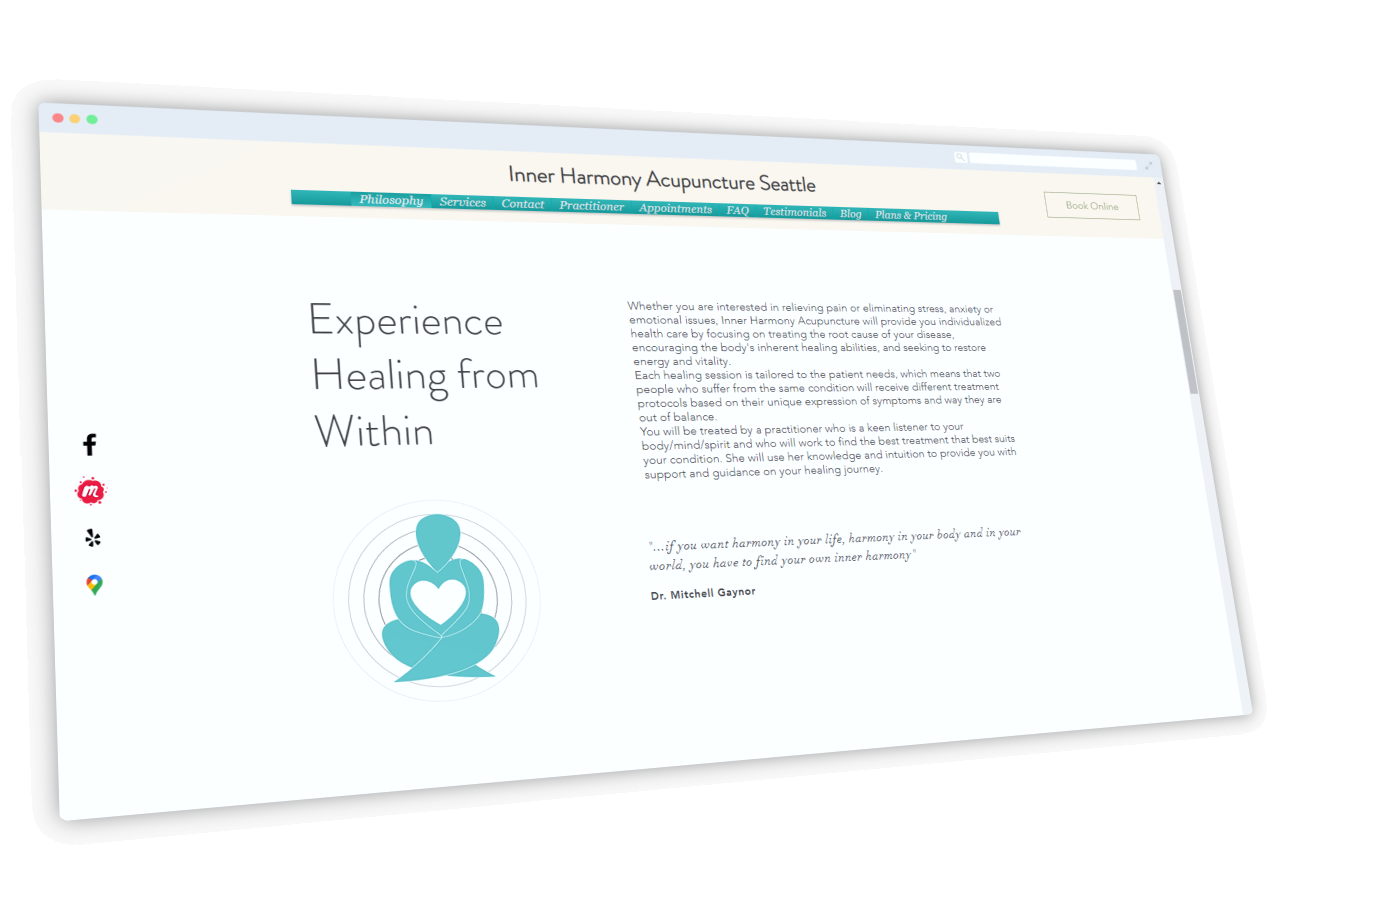 Inner Harmony Acupuncture Seattle
Philosophy Services Contact Practitioner Appointments FAQ Testimonials Blog Plans & Pricing
Book Online
Experience
Healing from
Within
Whether you are interested in relieving pain or eliminating stress, anxiety or
emotional issues, Inner Harmony Acupuncture will provide you individualized
health care by focusing on treating the root cause of your disease,
encouraging the body's inherent healing abilities, and seeking to restore
energy and vitality.
Each healing session is tailored to the patient needs, which means that two
people who suffer from the same condition will receive different treatment
protocols based on their unique expression of symptoms and way they are
out of balance.
You will be treated by a practitioner who is a keen listener to your
body/mind/spirit and who will work to find the best treatment that best suits
your condition. She will use her knowledge and intuition to provide you with
support and guidance on your healing journey.
"...if you want harmony in your life, harmony in your body and in your
world, you have to find your own inner harmony"
Dr. Mitchell Gaynor